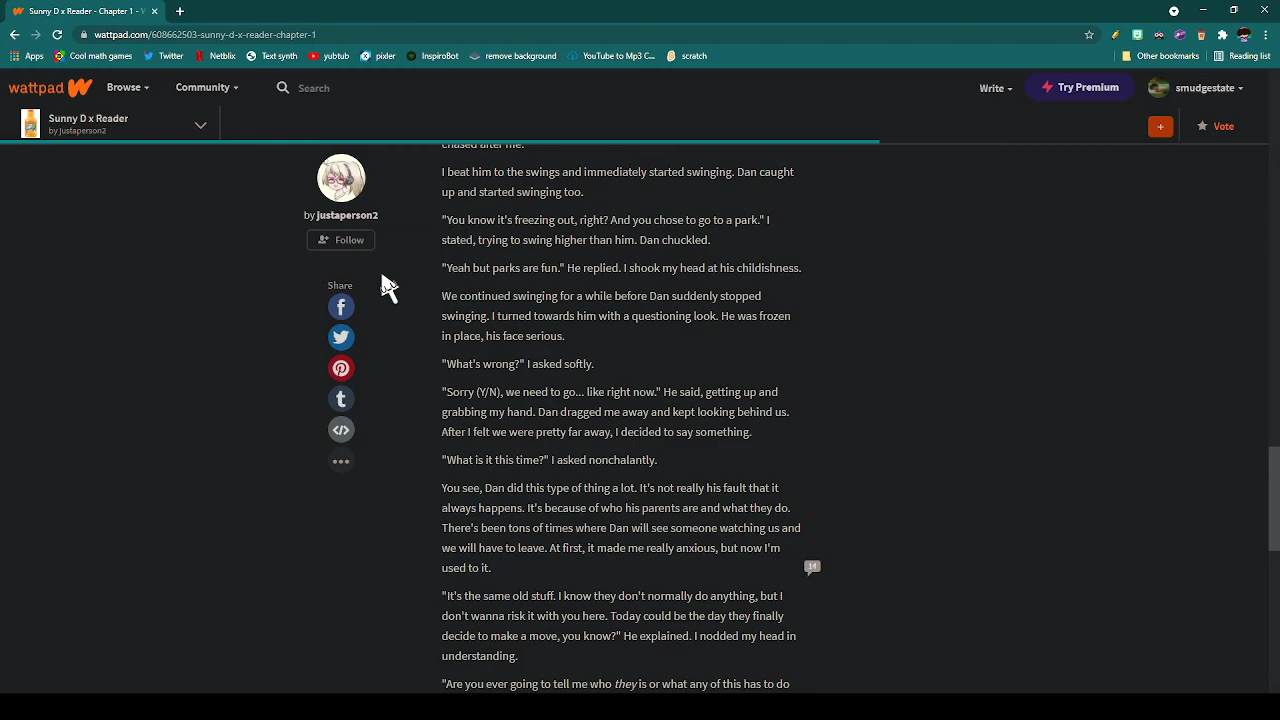 Sunny D x Reader - Chapter 1 - V
wattpad.com/608662503-sunny-d-x-reader-chapter-1
Apps
Cool math games
Twitter
Netblix
Text synth
yubtub
pixler
InspiroBot
remove background
YouTube to Mp3 C...
scratch
Other bookmarks
Reading list
wattpad
Browse
Community
Search
Write
Try Premium
smudgestate
Sunny D x Reader
by justaperson2
+
Vote
chased after me.
by justaperson2
Follow
Share
I beat him to the swings and immediately started swinging. Dan caught
up and started swinging too.
"You know it's freezing out, right? And you chose to go to a park." I
stated, trying to swing higher than him. Dan chuckled.
"Yeah but parks are fun." He replied. I shook my head at his childishness.
We continued swinging for a while before Dan suddenly stopped
swinging. I turned towards him with a questioning look. He was frozen
in place, his face serious.
"What's wrong?" I asked softly.
"Sorry (Y/N), we need to go... like right now." He said, getting up and
grabbing my hand. Dan dragged me away and kept looking behind us.
After I felt we were pretty far away, I decided to say something.
"What is it this time?" I asked nonchalantly.
You see, Dan did this type of thing a lot. It's not really his fault that it
always happens. It's because of who his parents are and what they do.
There's been tons of times where Dan will see someone watching us and
we will have to leave. At first, it made me really anxious, but now I'm
used to it.
14
"It's the same old stuff. I know they don't normally do anything, but I
don't wanna risk it with you here. Today could be the day they finally
decide to make a move, you know?" He explained. I nodded my head in
understanding.
"Are you ever going to tell me who they is or what any of this has to do